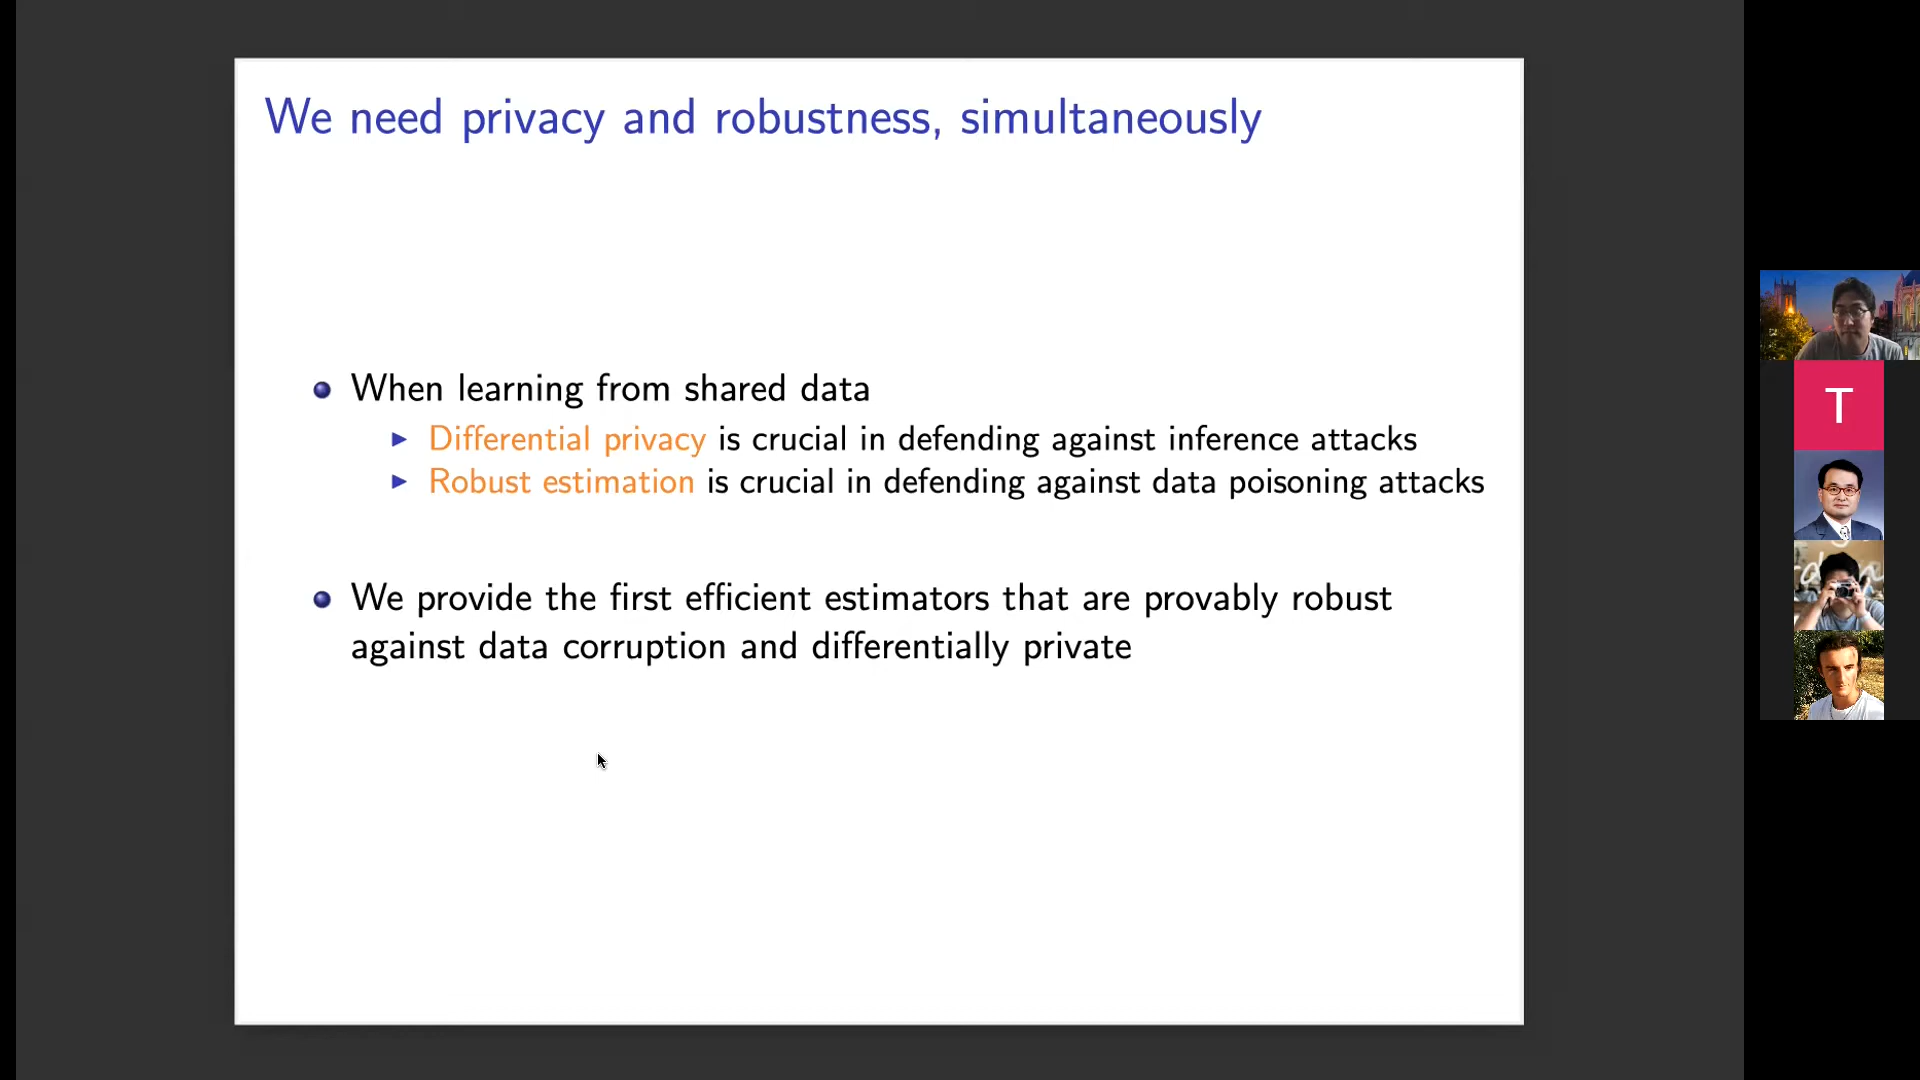 We need privacy and robustness, simultaneously
When learning from shared data
Differential privacy is crucial in defending against inference attacks
Robust estimation is crucial in defending against data poisoning attacks
We provide the first efficient estimators that are provably robust
against data corruption and differentially private
T